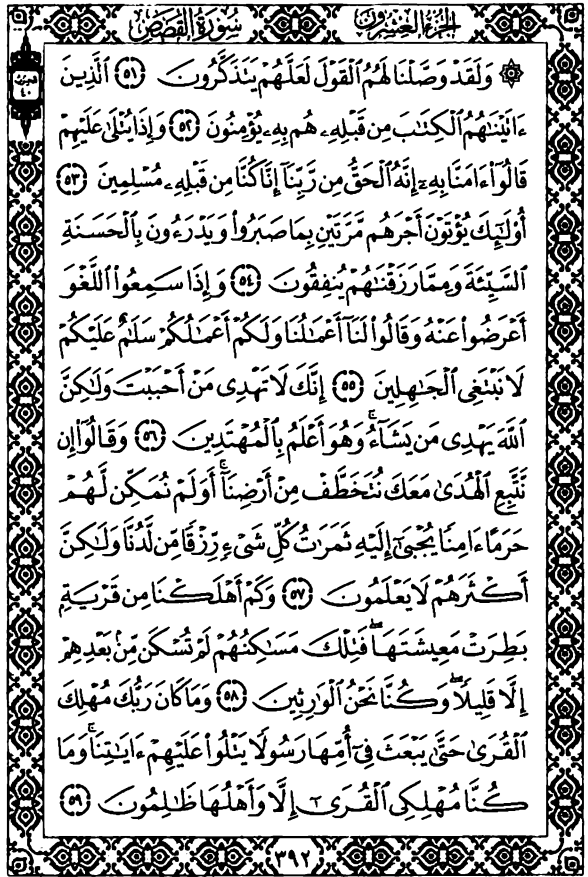 الجزء العشرون سورة القصص
۞ وَلَقَدْ وَصَّلْنَا لَهُمُ ٱلْقَوْلَ لَعَلَّهُمْ يَتَذَكَّرُونَ ٥١ ٱلَّذِينَ
ءَاتَيْنَٰهُمُ ٱلْكِتَٰبَ مِن قَبْلِهِۦ هُم بِهِۦ يُؤْمِنُونَ ٥٢ وَإِذَا يُتْلَىٰ عَلَيْهِمْ
قَالُوٓا۟ ءَامَنَّا بِهِۦٓ إِنَّهُ ٱلْحَقُّ مِن رَّبِّنَآ إِنَّا كُنَّا مِن قَبْلِهِۦ مُسْلِمِينَ ٥٣
أُو۟لَٰٓئِكَ يُؤْتَوْنَ أَجْرَهُم مَّرَّتَيْنِ بِمَا صَبَرُوا۟ وَيَدْرَءُونَ بِٱلْحَسَنَةِ
ٱلسَّيِّئَةَ وَمِمَّا رَزَقْنَٰهُمْ يُنفِقُونَ ٥٤ وَإِذَا سَمِعُوا۟ ٱللَّغْوَ
أَعْرَضُوا۟ عَنْهُ وَقَالُوا۟ لَنَآ أَعْمَٰلُنَا وَلَكُمْ أَعْمَٰلُكُمْ سَلَٰمٌ عَلَيْكُمْ
لَا نَبْتَغِى ٱلْجَٰهِلِينَ ٥٥ إِنَّكَ لَا تَهْدِى مَنْ أَحْبَبْتَ وَلَٰكِنَّ
ٱللَّهَ يَهْدِى مَن يَشَآءُ ۚ وَهُوَ أَعْلَمُ بِٱلْمُهْتَدِينَ ٥٦ وَقَالُوٓا۟ إِن
نَّتَّبِعِ ٱلْهُدَىٰ مَعَكَ نُتَخَطَّفْ مِنْ أَرْضِنَآ ۚ أَوَلَمْ نُمَكِّن لَّهُمْ
حَرَمًا ءَامِنًا يُجْبَىٰٓ إِلَيْهِ ثَمَرَٰتُ كُلِّ شَىْءٍ رِّزْقًا مِّن لَّدُنَّا وَلَٰكِنَّ
أَكْثَرَهُمْ لَا يَعْلَمُونَ ٥٧ وَكَمْ أَهْلَكْنَا مِن قَرْيَةٍۭ
بَطِرَتْ مَعِيشَتَهَا ۖ فَتِلْكَ مَسَٰكِنُهُمْ لَمْ تُسْكَن مِّنۢ بَعْدِهِمْ
إِلَّا قَلِيلًا ۖ وَكُنَّا نَحْنُ ٱلْوَٰرِثِينَ ٥٨ وَمَا كَانَ رَبُّكَ مُهْلِكَ
ٱلْقُرَىٰ حَتَّىٰ يَبْعَثَ فِىٓ أُمِّهَا رَسُولًا يَتْلُوا۟ عَلَيْهِمْ ءَايَٰتِنَا ۚ وَمَا
كُنَّا مُهْلِكِى ٱلْقُرَىٰٓ إِلَّا وَأَهْلُهَا ظَٰلِمُونَ ٥٩
٣٩٢